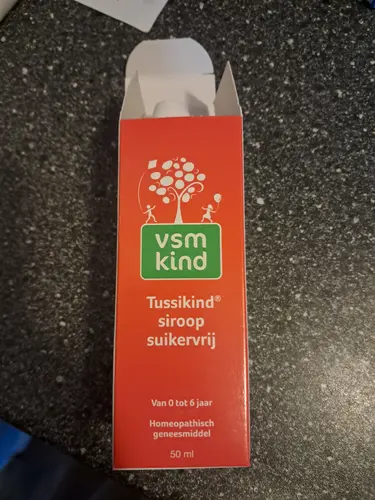 vsm
kind
Tussikind®
siroop
suikervrij
Van 0 tot 6 jaar
Homeopathisch
geneesmiddel
50 ml